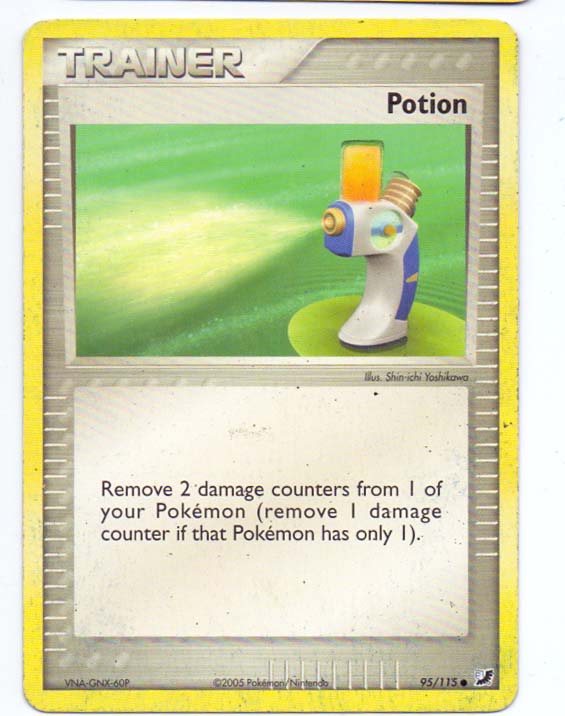 TRAINER
Potion
Illus. Shin-ichi Yoshikawa
Remove 2 damage counters from 1 of
your Pokémon (remove 1 damage
counter if that Pokémon has only 1).
VNA-GNX-60P ©2005 Pokémon/Nintendo 95/115 ●